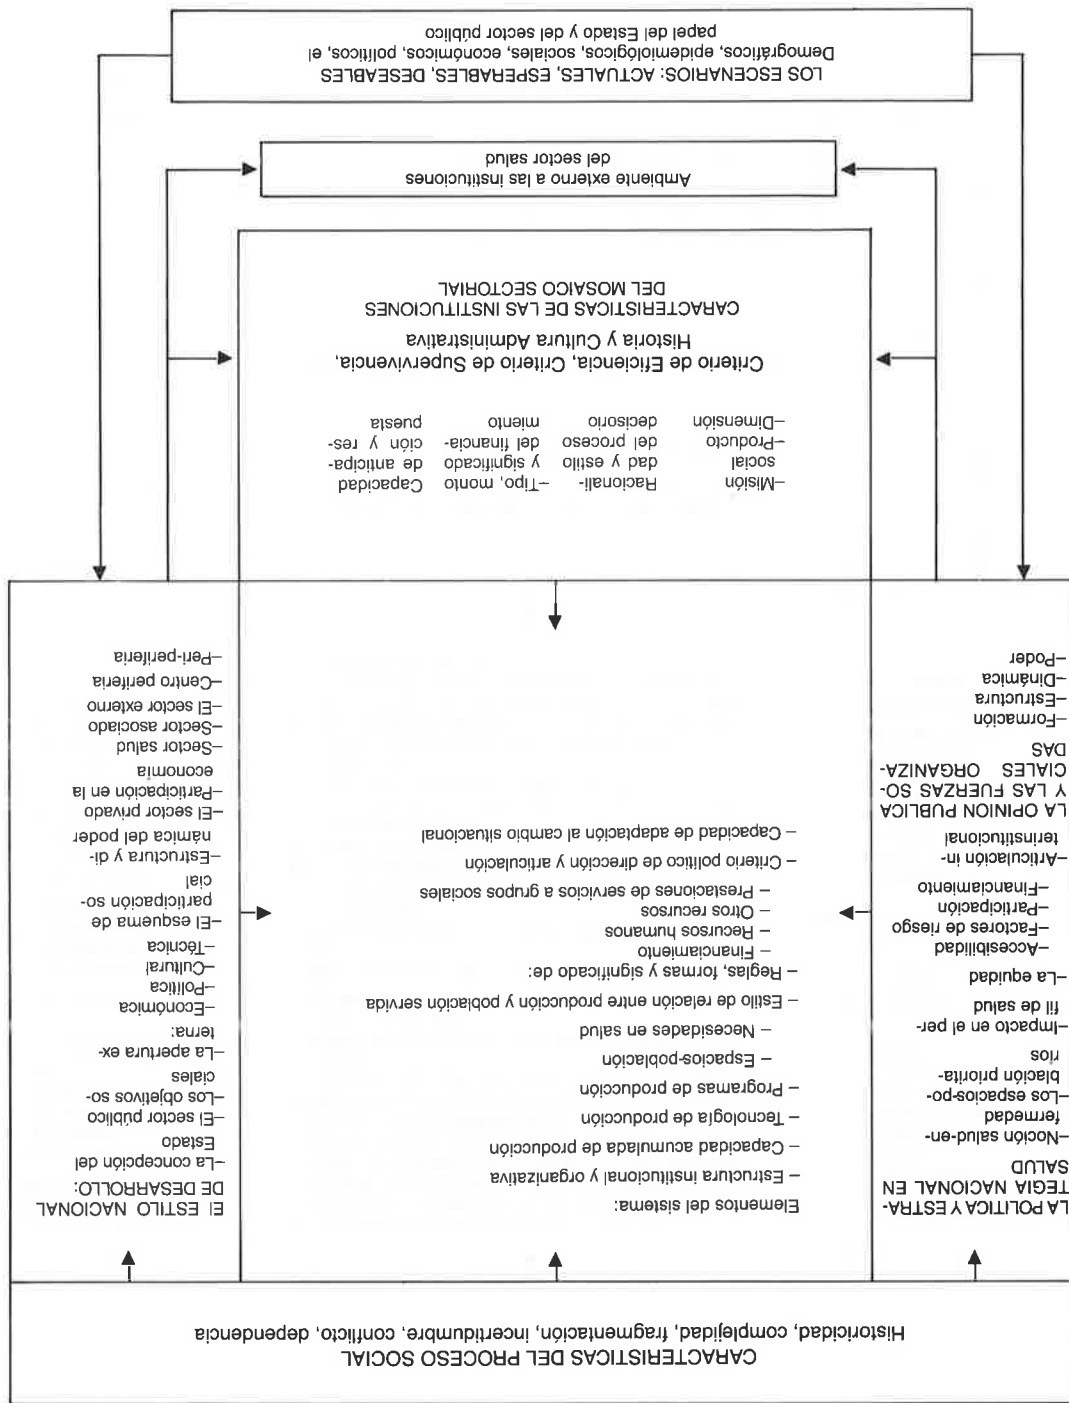 CARACTERISTICAS DEL PROCESO SOCIAL
Historicidad, complejidad, fragmentación, incertidumbre, conflicto, dependencia
El ESTILO NACIONAL
DE DESARROLLO:
–La concepción del
Estado
–El sector público
–Los objetivos so-
ciales
–La apertura ex-
terna:
–Económica
–Política
–Cultural
–Técnica
–El esquema de
participación so-
cial
–Estructura y di-
námica del poder
–El sector privado
–Participación en la
economía
–Sector salud
–Sector asociado
–El sector externo
–Centro periferia
–Peri-periferia
Elementos del sistema:
– Estructura institucional y organizativa
– Capacidad acumulada de producción
– Tecnología de producción
– Programas de producción
– Espacios-población
– Necesidades en salud
– Estilo de relación entre producción y población servida
– Reglas, formas y significado de:
– Financiamiento
– Recursos humanos
– Otros recursos
– Prestaciones de servicios a grupos sociales
– Criterio político de dirección y articulación
– Capacidad de adaptación al cambio situacional
LA POLITICA Y ESTRA-
TEGIA NACIONAL EN
SALUD
–Noción salud-en-
fermedad
–Los espacios-po-
blación priorita-
rios
–Impacto en el per-
fil de salud
–La equidad
–Accesibilidad
–Factores de riesgo
–Participación
–Financiamiento
–Articulación in-
terinstitucional
LA OPINION PUBLICA
Y LAS FUERZAS SO-
CIALES ORGANIZA-
DAS
–Formación
–Estructura
–Dinámica
–Poder
Capacidad
de anticipa-
ción y res-
puesta
–Tipo, monto
y significado
del financia-
miento
Racionali-
dad y estilo
del proceso
decisorio
–Misión
social
–Producto
–Dimensión
Criterio de Eficiencia, Criterio de Supervivencia,
Historia y Cultura Administrativa
CARACTERISTICAS DE LAS INSTITUCIONES
DEL MOSAICO SECTORIAL
Ambiente externo a las instituciones
del sector salud
LOS ESCENARIOS: ACTUALES, ESPERABLES, DESEABLES
Demográficos, epidemiológicos, sociales, económicos, políticos, el
papel del Estado y del sector público